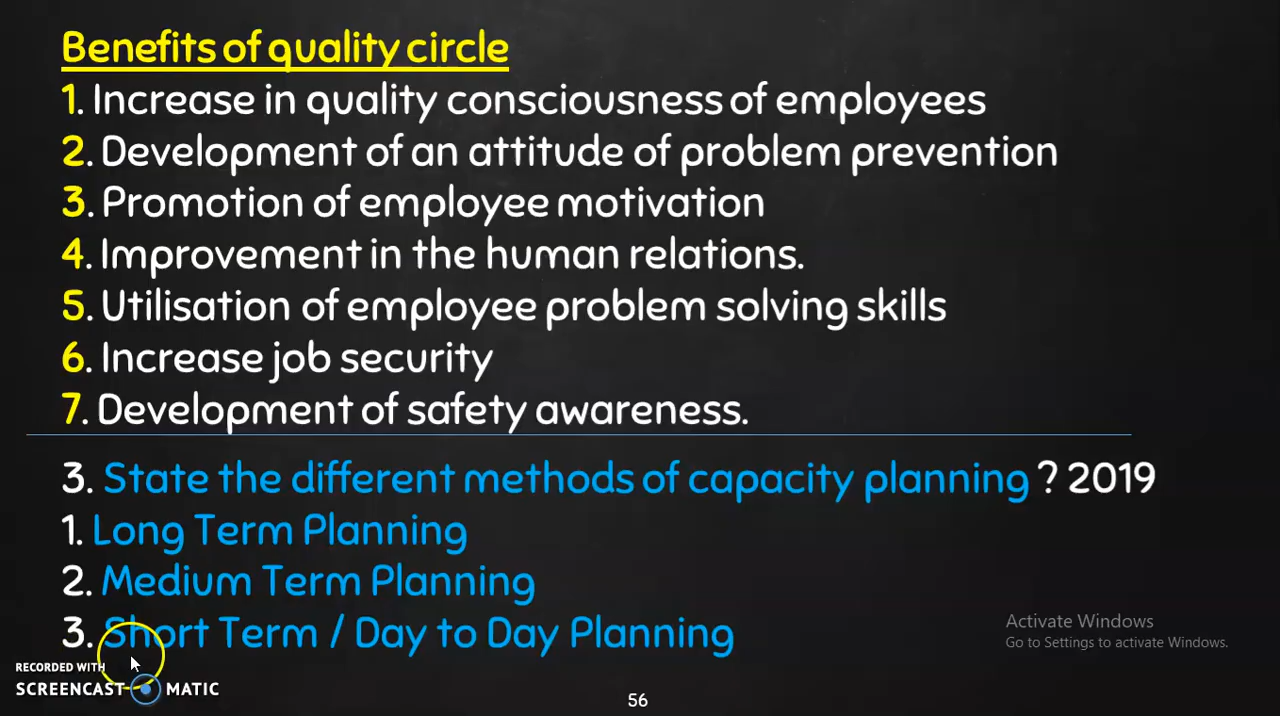 Benefits of quality circle
1. Increase in quality consciousness of employees
2. Development of an attitude of problem prevention
3. Promotion of employee motivation
4. Improvement in the human relations.
5. Utilisation of employee problem solving skills
6. Increase job security
7. Development of safety awareness.
3. State the different methods of capacity planning ? 2019
1. Long Term Planning
2. Medium Term Planning
3. Short Term / Day to Day Planning
Activate Windows
Go to Settings to activate Windows.
RECORDED WITH
SCREENCAST MATIC
56